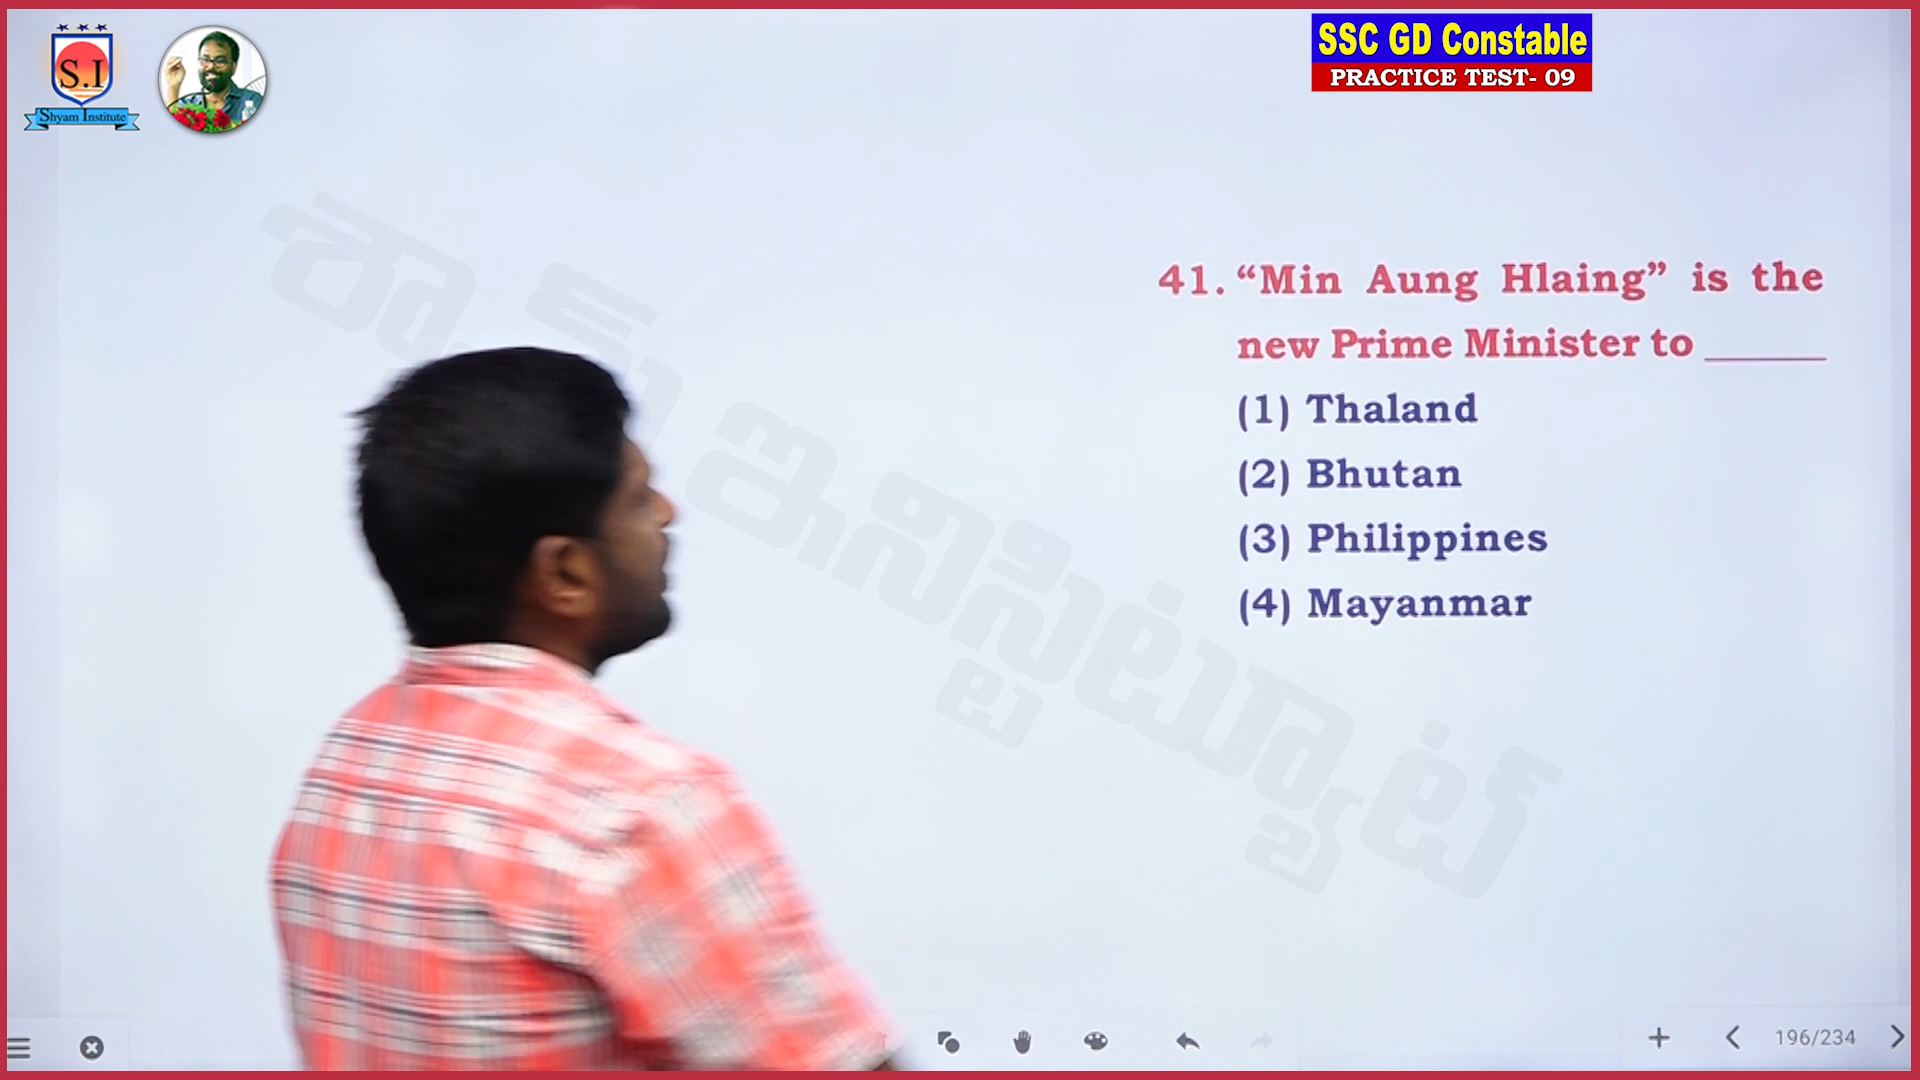 S.I
Shyam Institute
SSC GD Constable
PRACTICE TEST- 09
శ్యామ్ ఇన్స్టిట్యూట్
41. “Min Aung Hlaing” is the
new Prime Minister to ______
(1) Thaland
(2) Bhutan
(3) Philippines
(4) Mayanmar
196/234